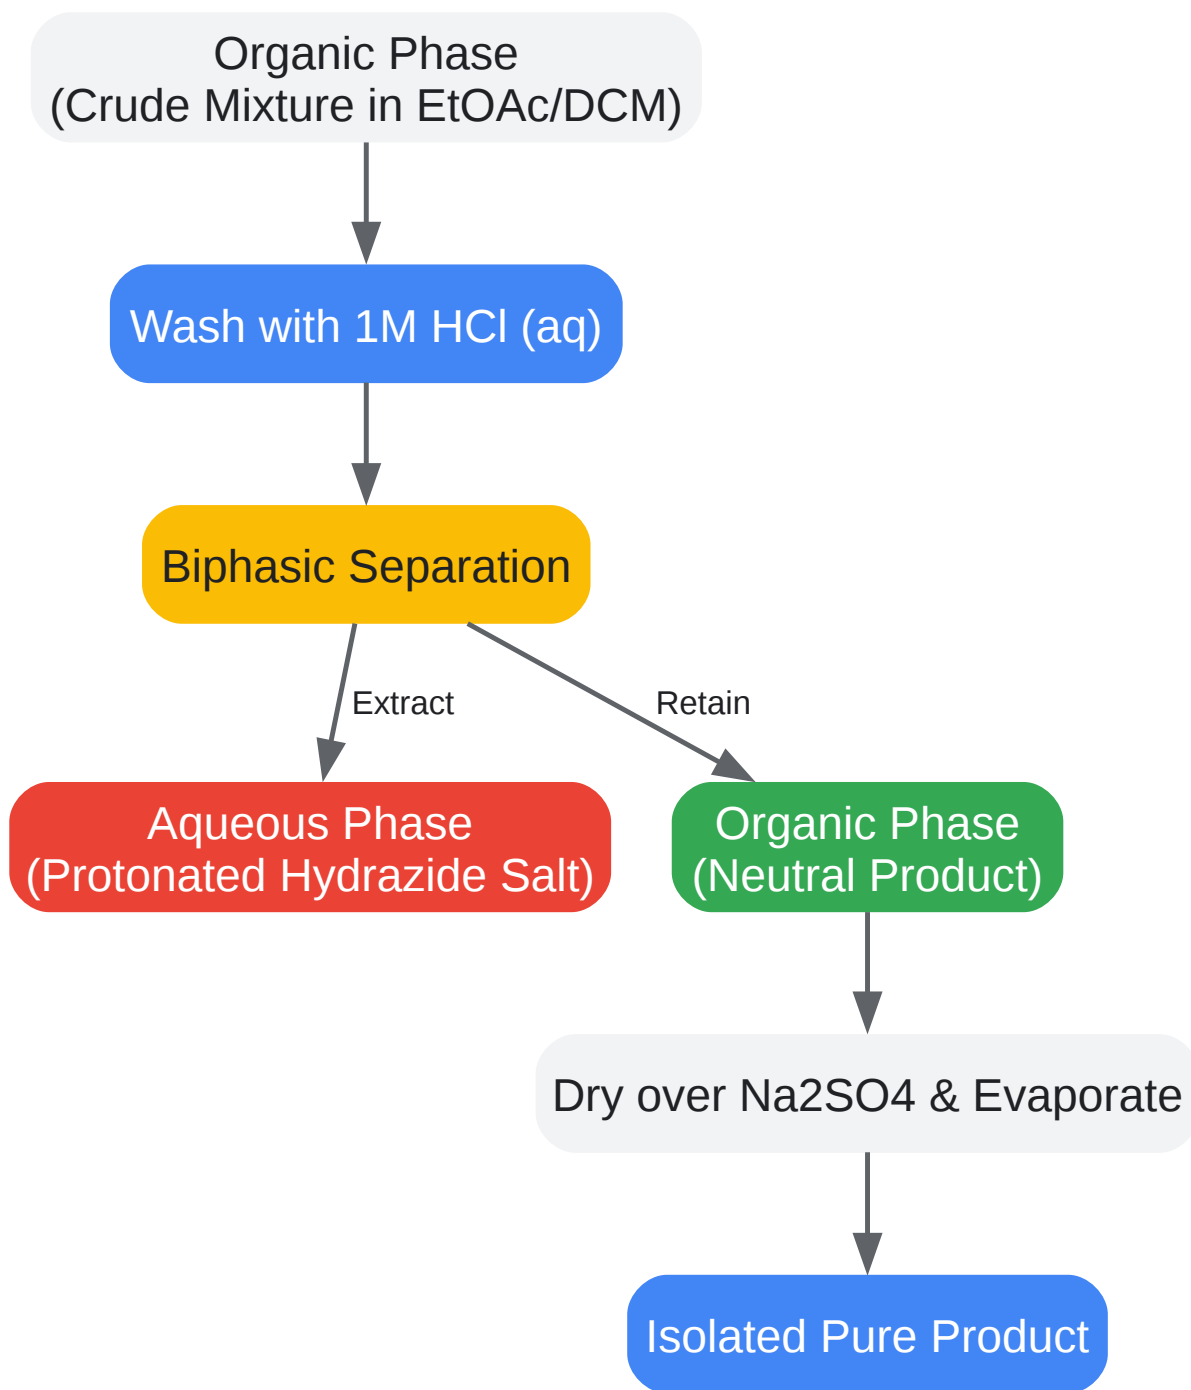 Organic Phase
(Crude Mixture in EtOAc/DCM)
Wash with 1M HCl (aq)
Biphasic Separation
Extract
Retain
Aqueous Phase
(Protonated Hydrazide Salt)
Organic Phase
(Neutral Product)
Dry over Na2SO4 & Evaporate
Isolated Pure Product